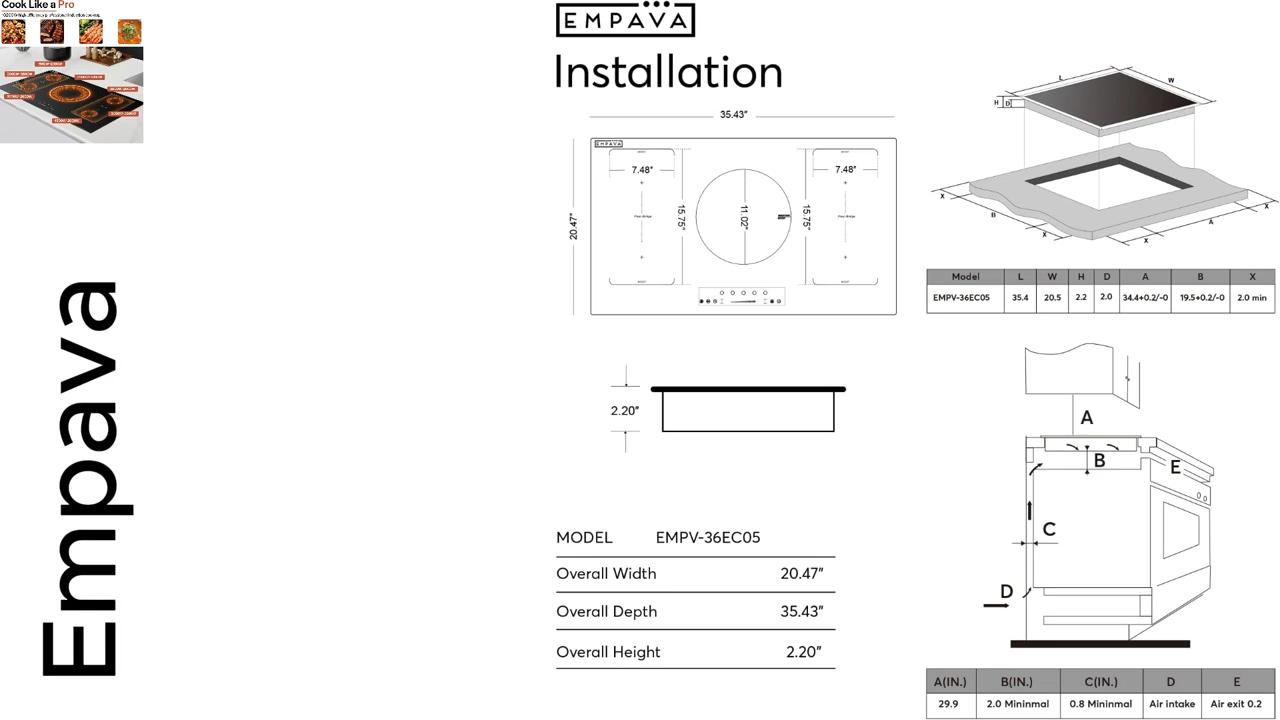 Cook Like a Pro
Empava
EMPAVA
Installation
35.43"
EMPAVA
7.48"
7.48"
20.47"
15.75"
11.02"
15.75"
2.20"
MODEL EMPV-36EC05
Overall Width 20.47"
Overall Depth 35.43"
Overall Height 2.20"
L
W
H
D
X
B
X
X
A
X
Model L W H D A B X
EMPV-36EC05 35.4 20.5 2.2 2.0 34.4+0.2/-0 19.5+0.2/-0 2.0 min
A
B
E
C
D
A(IN.) B(IN.) C(IN.) D E
29.9 2.0 Mininmal 0.8 Mininmal Air intake Air exit 0.2